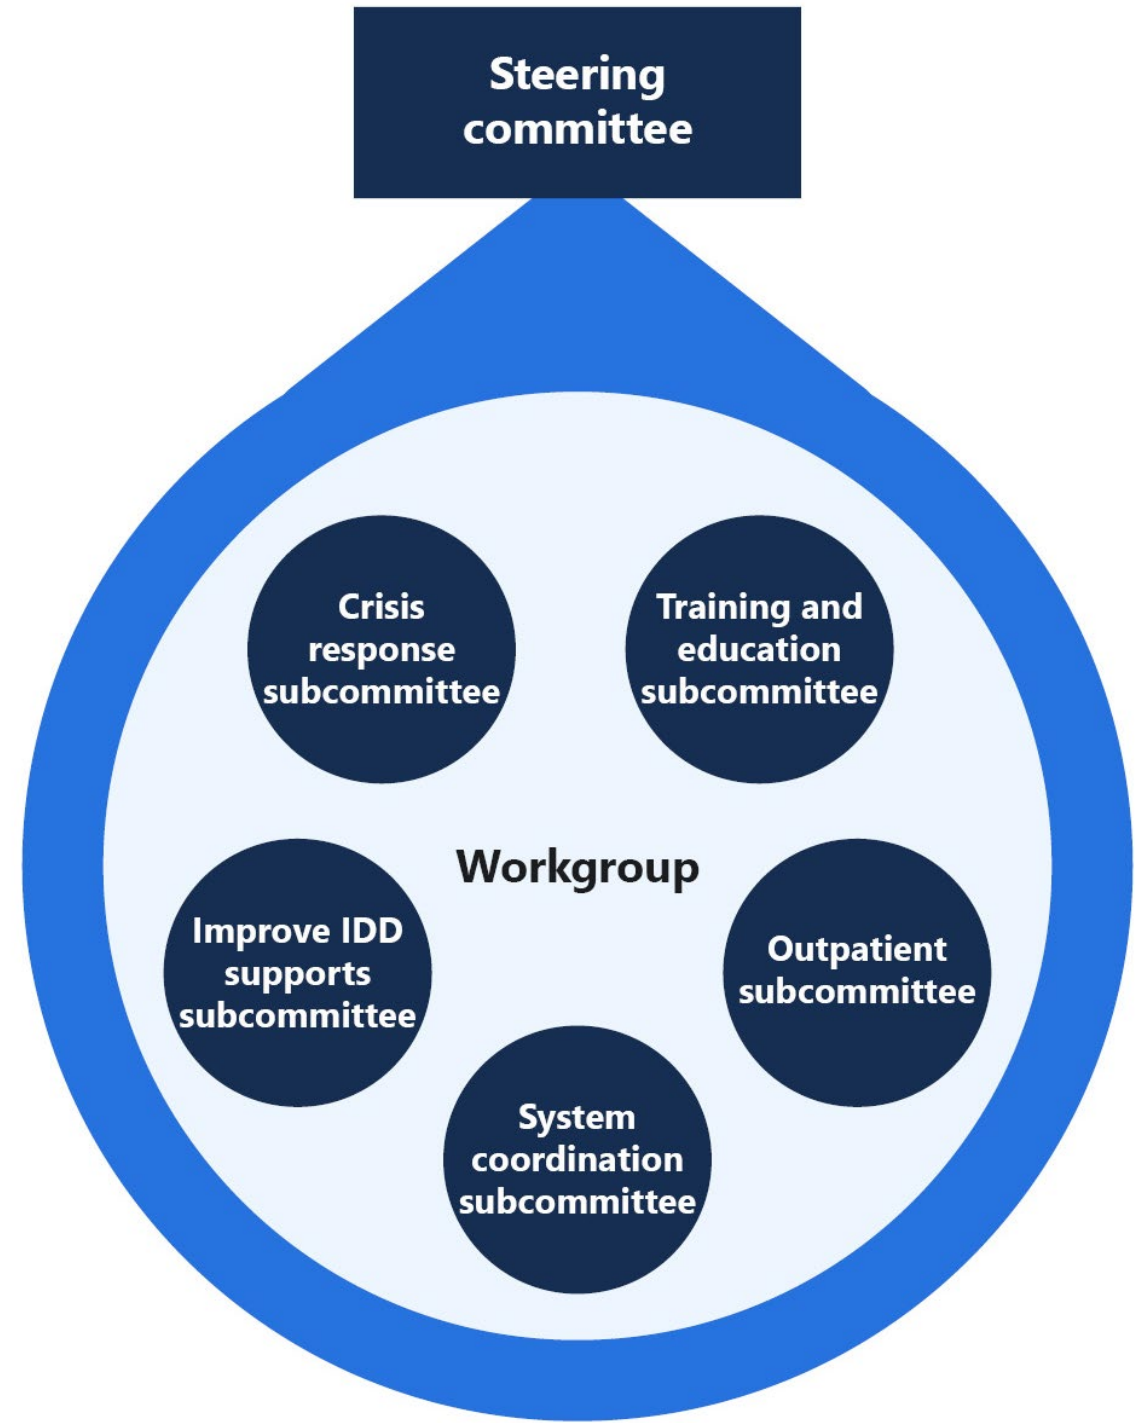 Steering
committee
Crisis
response
subcommittee
Training and
education
subcommittee
Workgroup
Improve IDD
supports
subcommittee
Outpatient
subcommittee
System
coordination
subcommittee